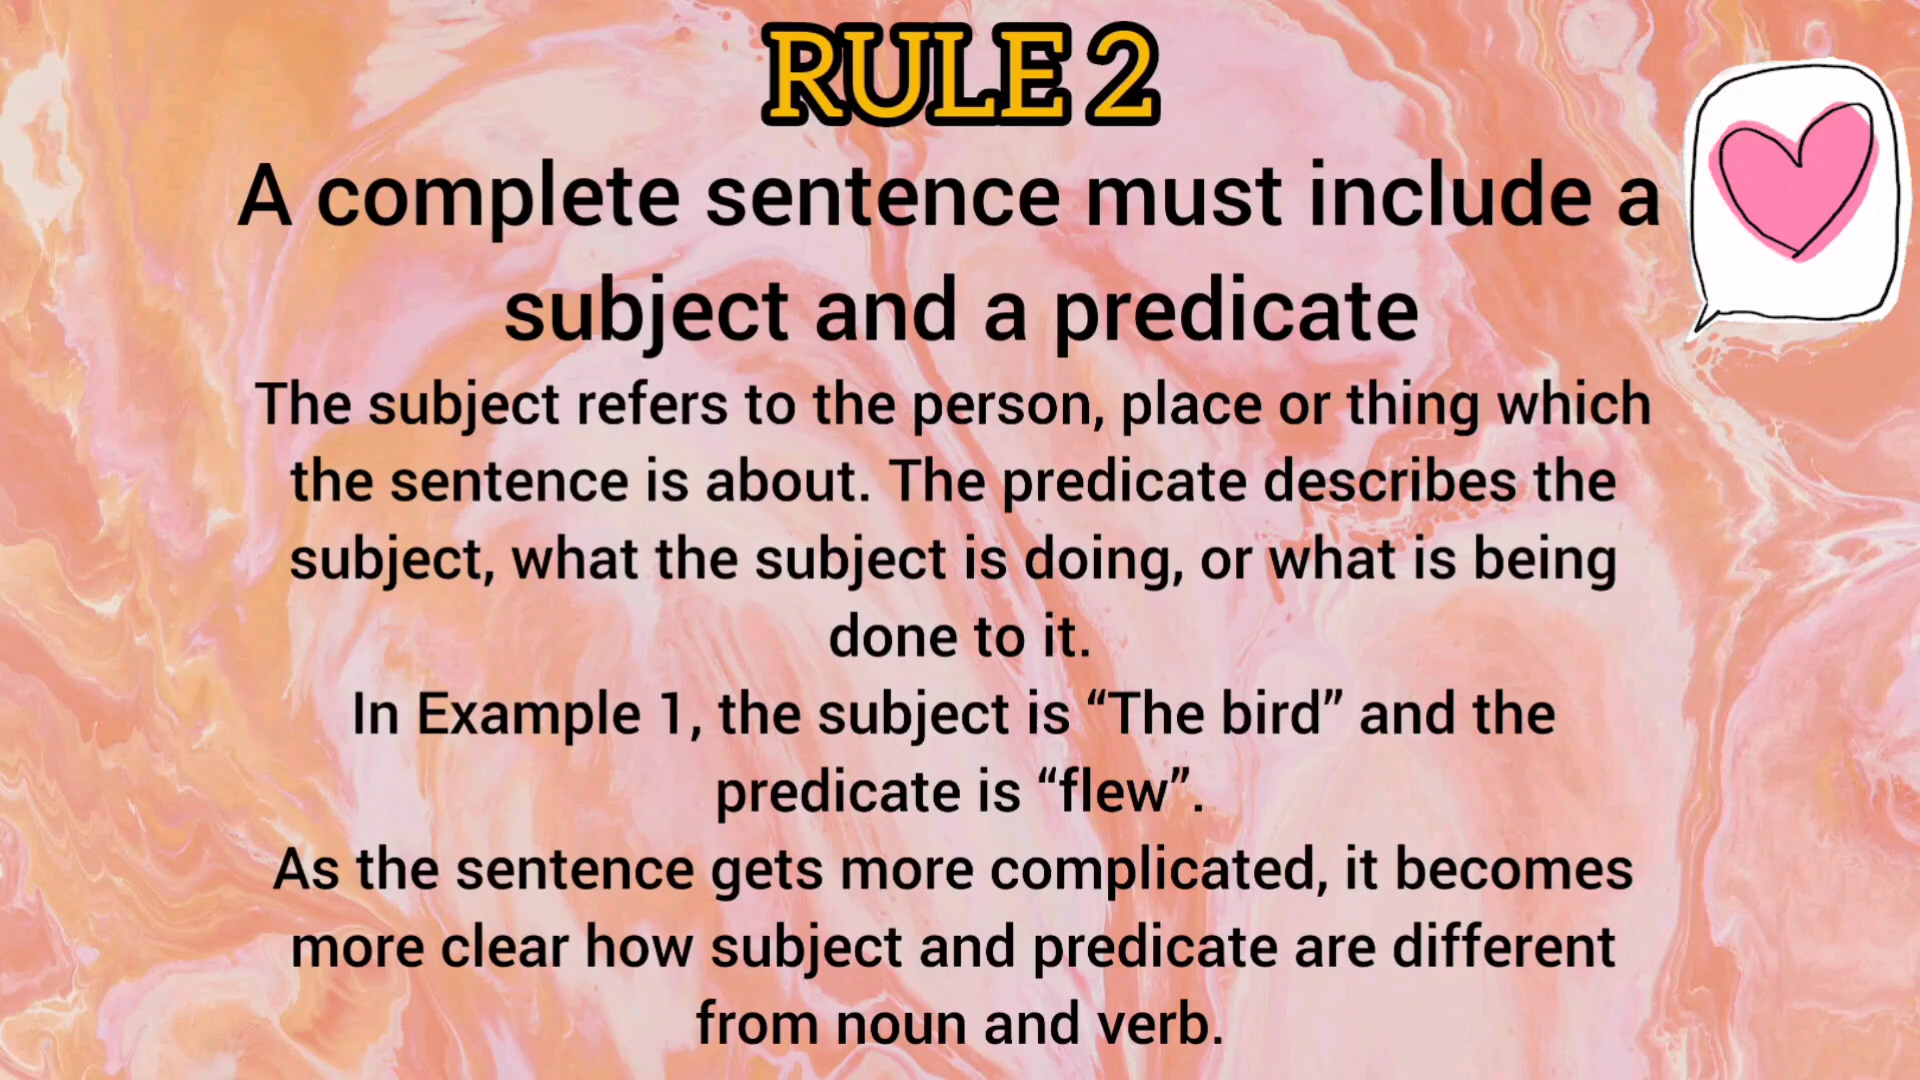 RULE 2
A complete sentence must include a
subject and a predicate
The subject refers to the person, place or thing which
the sentence is about. The predicate describes the
subject, what the subject is doing, or what is being
done to it.
In Example 1, the subject is “The bird” and the
predicate is “flew”.
As the sentence gets more complicated, it becomes
more clear how subject and predicate are different
from noun and verb.